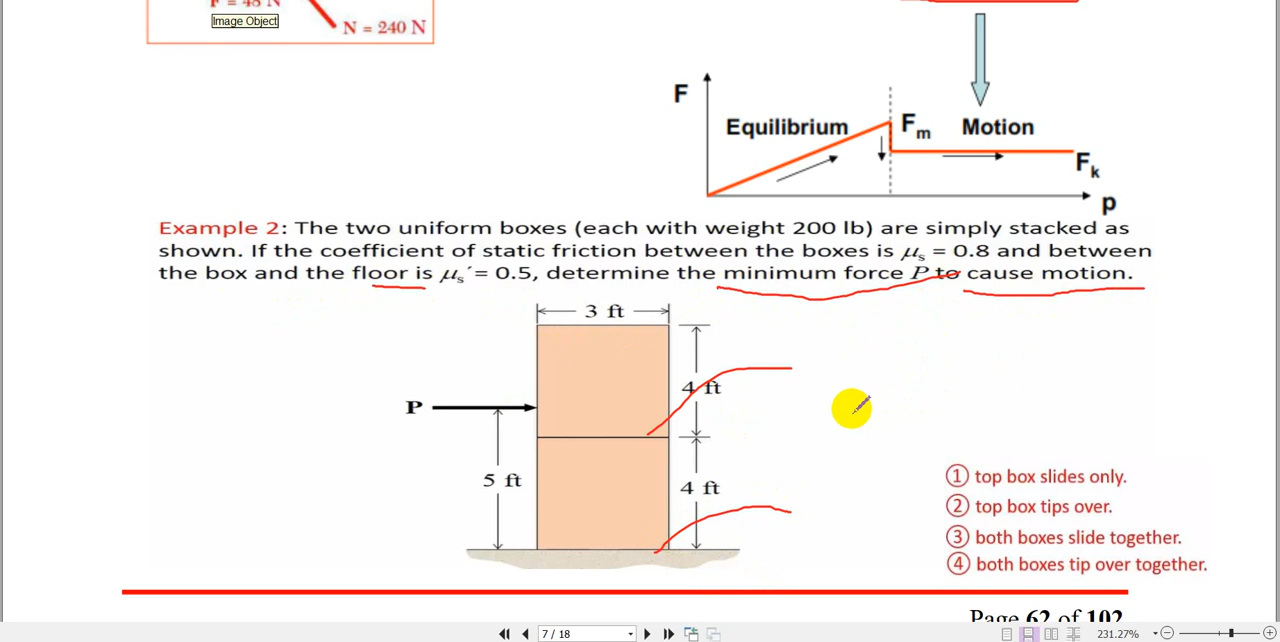 F = 48 N
Image Object
N = 240 N
F
Equilibrium
Fm
Motion
Fk
p
Example 2: The two uniform boxes (each with weight 200 lb) are simply stacked as
shown. If the coefficient of static friction between the boxes is μs = 0.8 and between
the box and the floor is μs´= 0.5, determine the minimum force P to cause motion.
3 ft
4 ft
P
5 ft
4 ft
① top box slides only.
② top box tips over.
③ both boxes slide together.
④ both boxes tip over together.
Page 62 of 102
7 / 18
231.27%